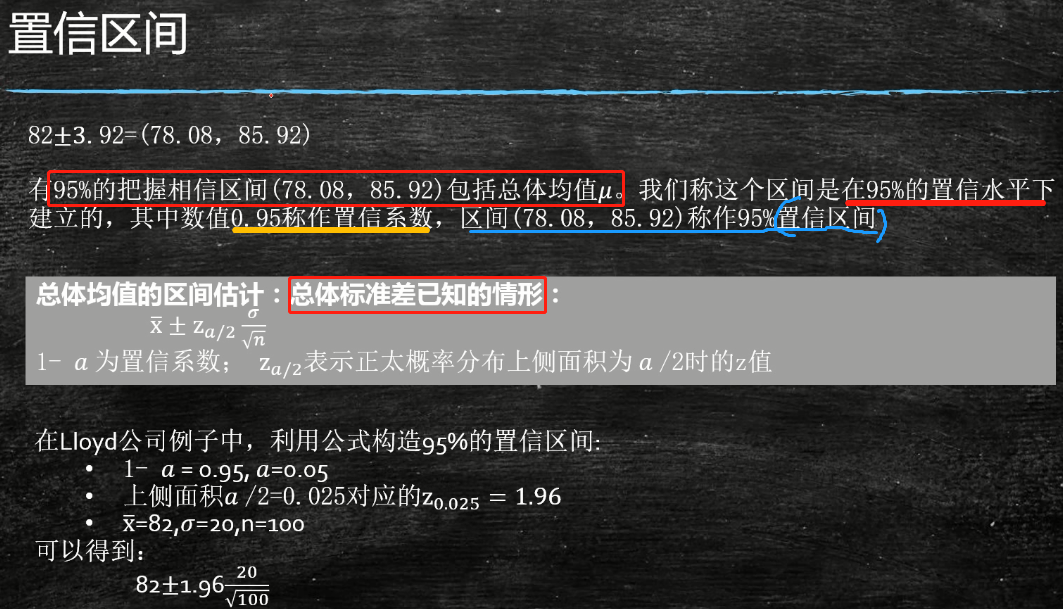 置信区间
82±3.92=(78.08，85.92)
有95%的把握相信区间(78.08，85.92)包括总体均值μ。我们称这个区间是在95%的置信水平下
建立的，其中数值0.95称作置信系数，区间(78.08，85.92)称作95%置信区间
总体均值的区间估计：总体标准差已知的情形：
x̄ ± z_{a/2} σ/√n
1- a 为置信系数； z_{a/2}表示正太概率分布上侧面积为 a /2时的z值
在Lloyd公司例子中，利用公式构造95%的置信区间:
• 1- a = 0.95, a=0.05
• 上侧面积a /2=0.025对应的z_{0.025} = 1.96
• x̄=82,σ=20,n=100
可以得到：
82±1.96 20/√100